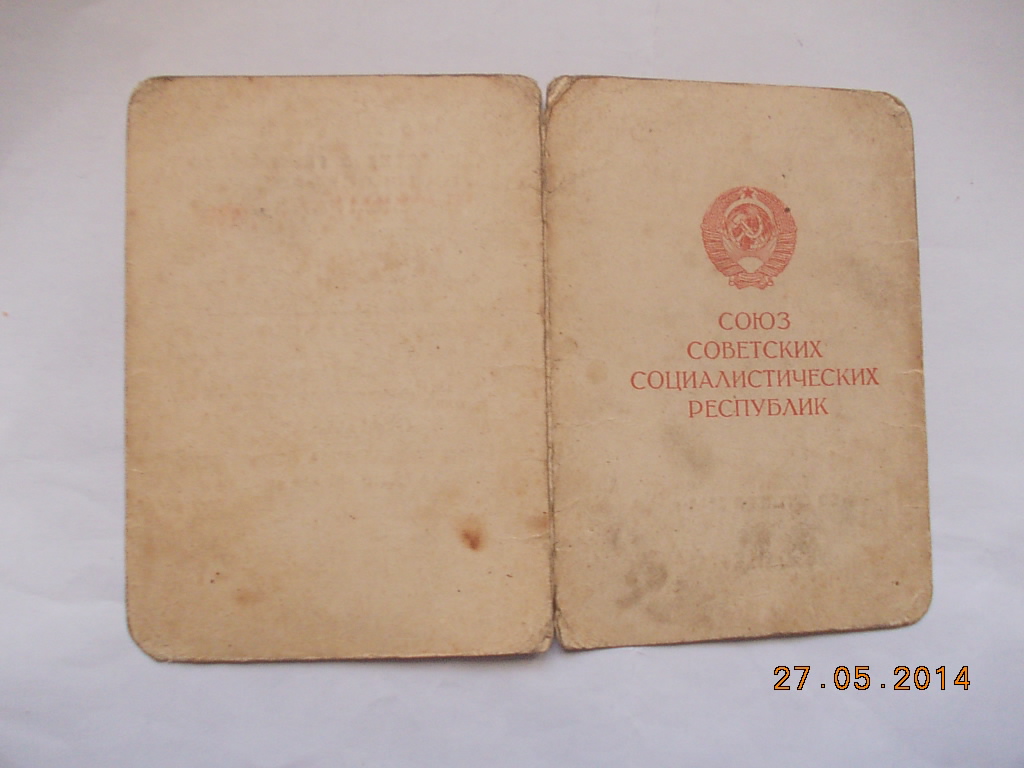 СОЮЗ
СОВЕТСКИХ
СОЦИАЛИСТИЧЕСКИХ
РЕСПУБЛИК
27.05.2014